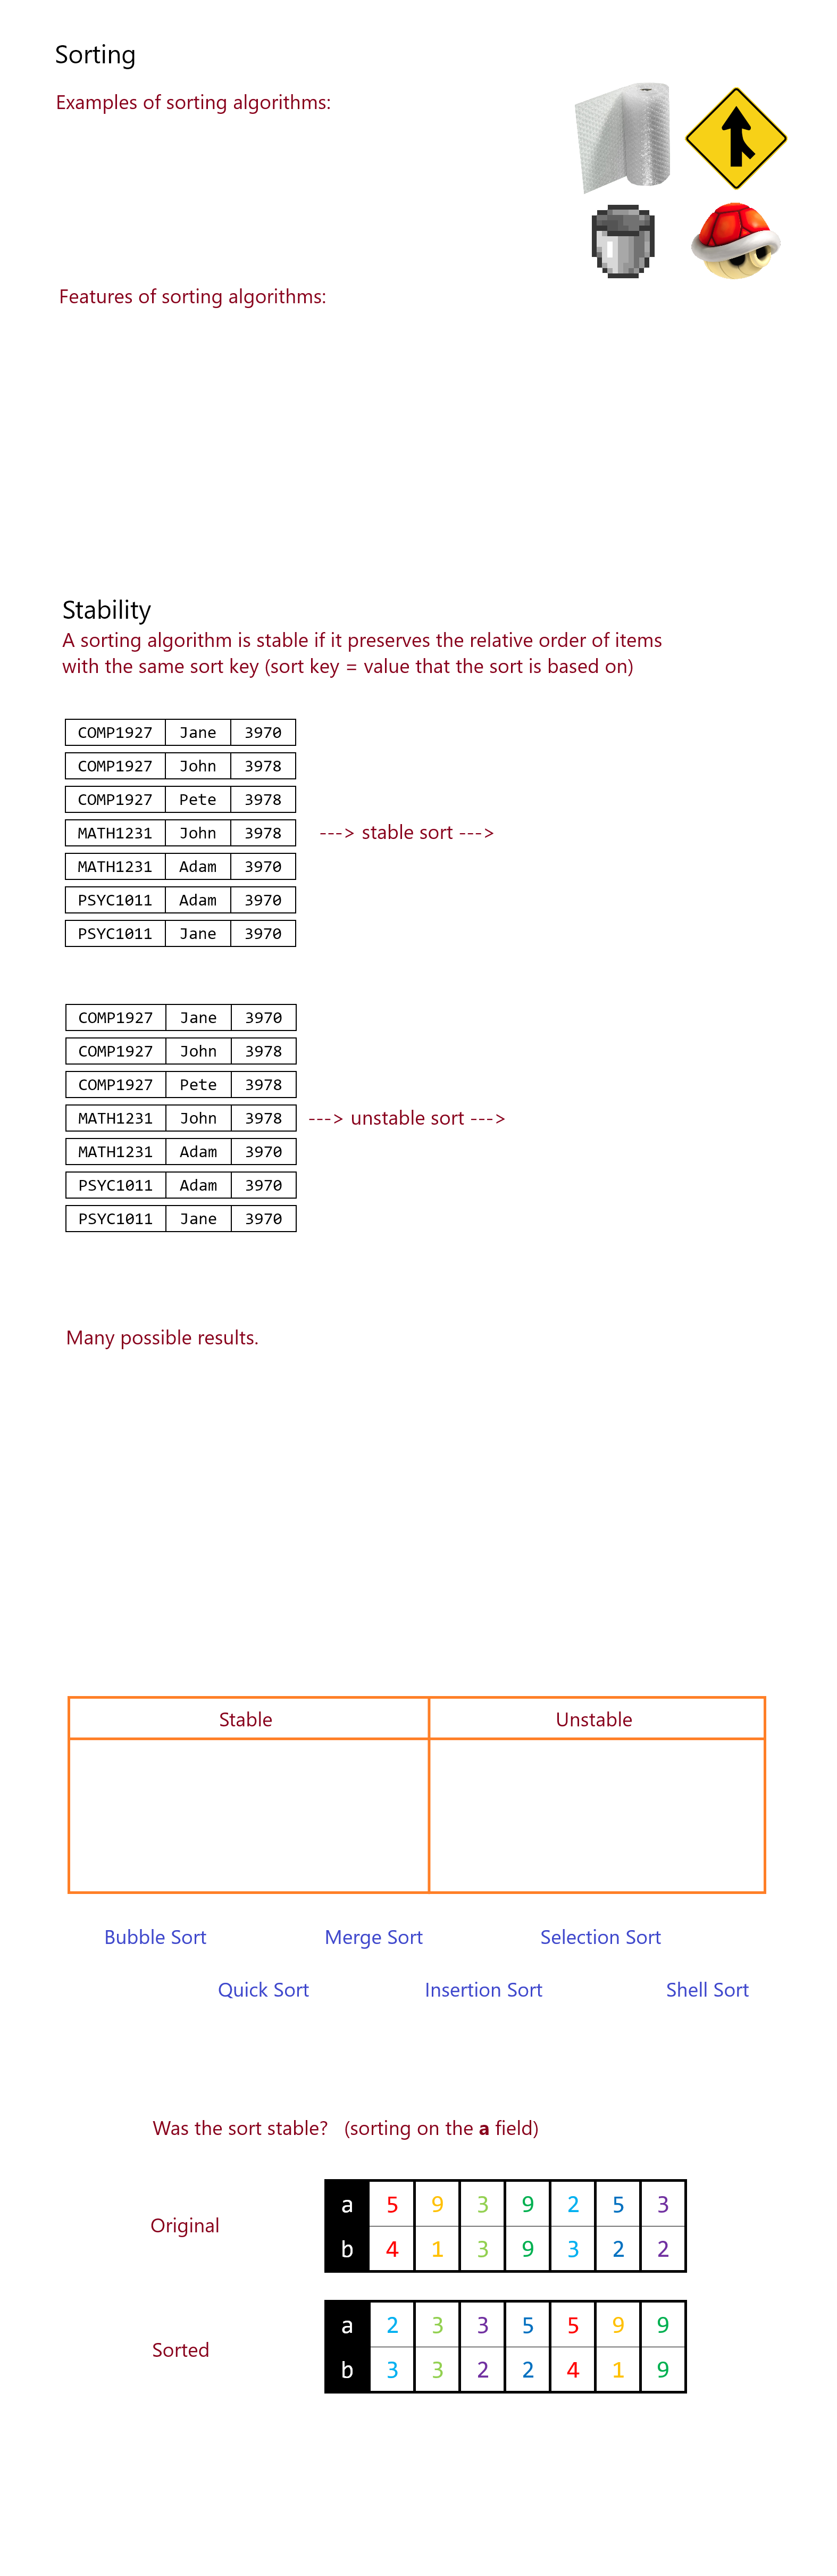 Sorting
Examples of sorting algorithms:
Features of sorting algorithms:
Stability
A sorting algorithm is stable if it preserves the relative order of items
with the same sort key (sort key = value that the sort is based on)
COMP1927 Jane 3970
COMP1927 John 3978
COMP1927 Pete 3978
MATH1231 John 3978 ---> stable sort --->
MATH1231 Adam 3970
PSYC1011 Adam 3970
PSYC1011 Jane 3970
COMP1927 Jane 3970
COMP1927 John 3978
COMP1927 Pete 3978
MATH1231 John 3978 ---> unstable sort --->
MATH1231 Adam 3970
PSYC1011 Adam 3970
PSYC1011 Jane 3970
Many possible results.
Stable Unstable
Bubble Sort Merge Sort Selection Sort
Quick Sort Insertion Sort Shell Sort
Was the sort stable? (sorting on the a field)
Original
a 5 9 3 9 2 5 3
b 4 1 3 9 3 2 2
Sorted
a 2 3 3 5 5 9 9
b 3 3 2 2 4 1 9